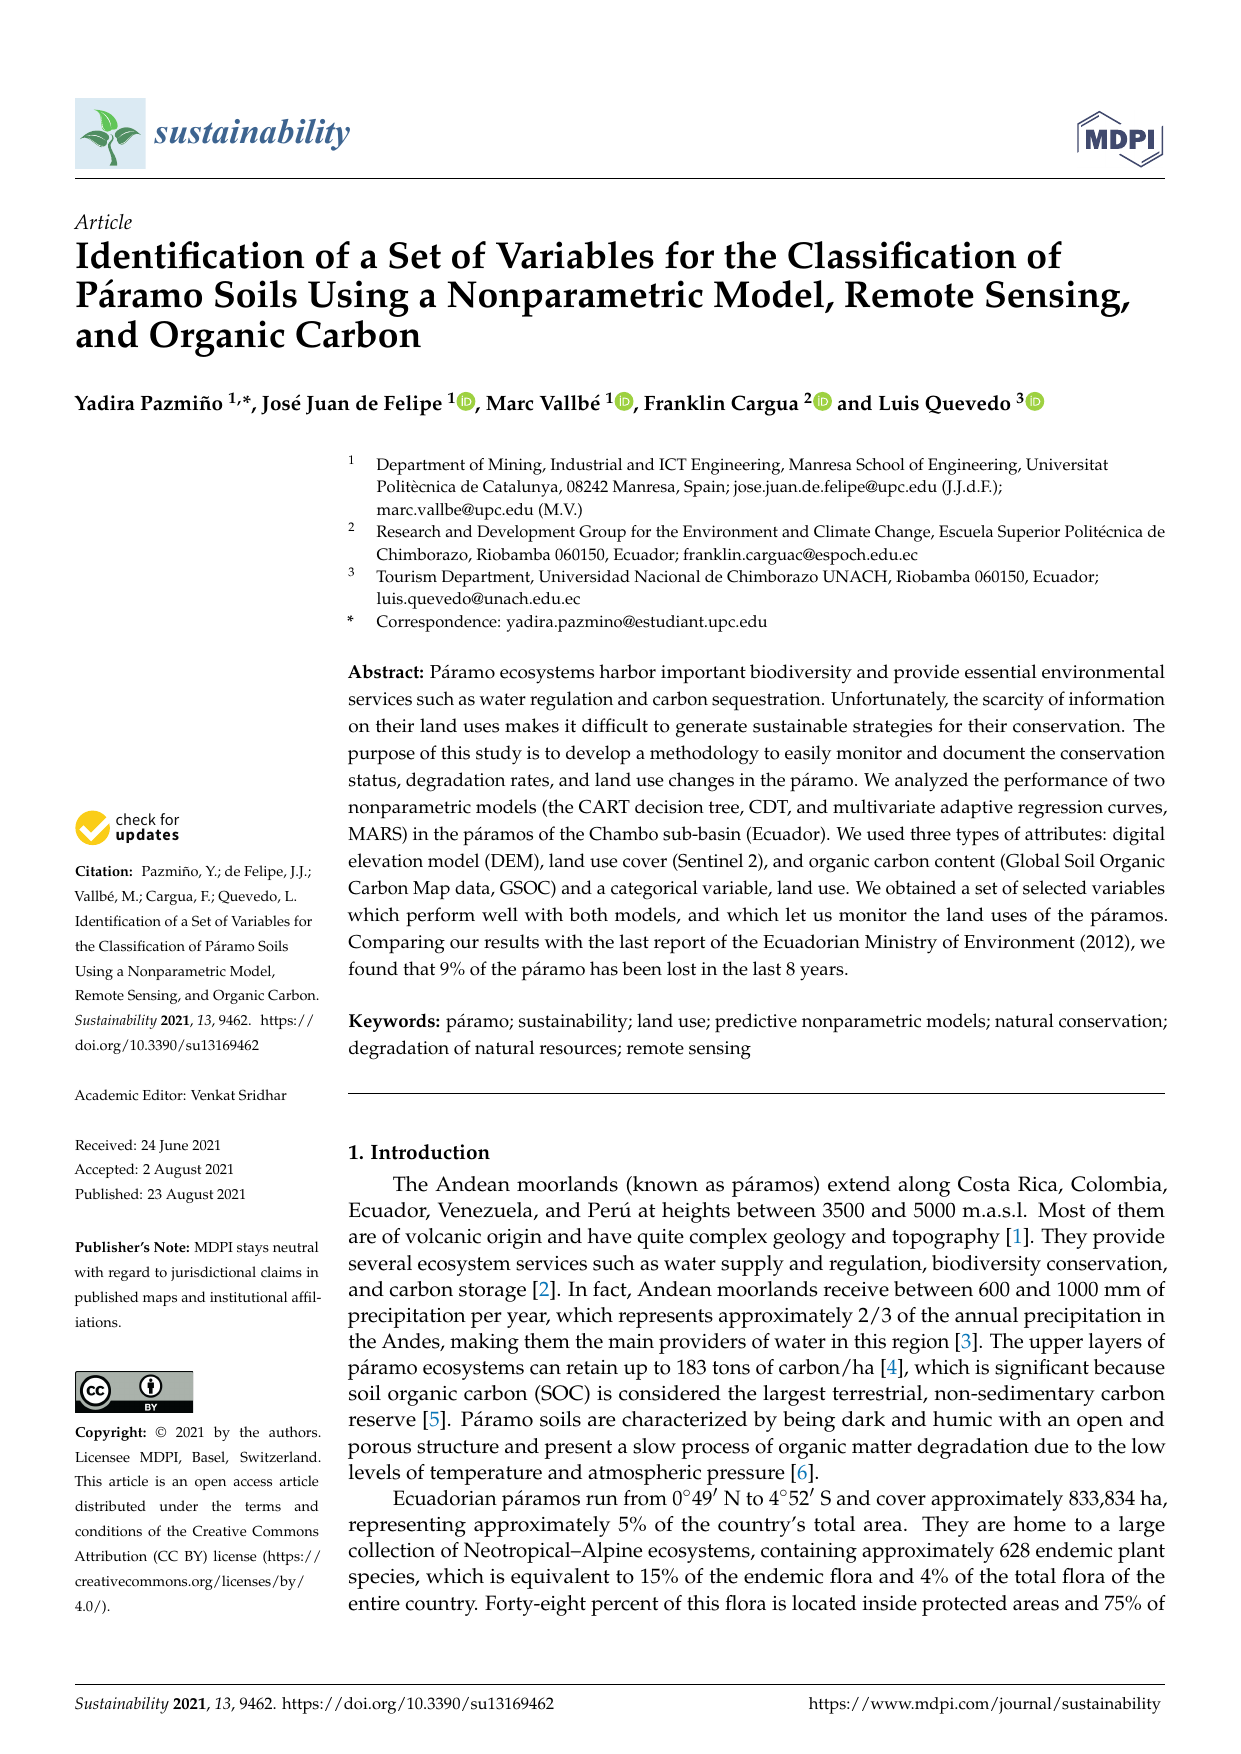 sustainability
MDPI
Article
Identification of a Set of Variables for the Classification of
Páramo Soils Using a Nonparametric Model, Remote Sensing,
and Organic Carbon
Yadira Pazmiño 1,*, José Juan de Felipe 1 iD, Marc Vallbé 1 iD, Franklin Cargua 2 iD and Luis Quevedo 3 iD
1 Department of Mining, Industrial and ICT Engineering, Manresa School of Engineering, Universitat
Politècnica de Catalunya, 08242 Manresa, Spain; jose.juan.de.felipe@upc.edu (J.J.d.F.);
marc.vallbe@upc.edu (M.V.)
2 Research and Development Group for the Environment and Climate Change, Escuela Superior Politécnica de
Chimborazo, Riobamba 060150, Ecuador; franklin.carguac@espoch.edu.ec
3 Tourism Department, Universidad Nacional de Chimborazo UNACH, Riobamba 060150, Ecuador;
luis.quevedo@unach.edu.ec
* Correspondence: yadira.pazmino@estudiant.upc.edu
Abstract: Páramo ecosystems harbor important biodiversity and provide essential environmental
services such as water regulation and carbon sequestration. Unfortunately, the scarcity of information
on their land uses makes it difficult to generate sustainable strategies for their conservation. The
purpose of this study is to develop a methodology to easily monitor and document the conservation
status, degradation rates, and land use changes in the páramo. We analyzed the performance of two
nonparametric models (the CART decision tree, CDT, and multivariate adaptive regression curves,
MARS) in the páramos of the Chambo sub-basin (Ecuador). We used three types of attributes: digital
elevation model (DEM), land use cover (Sentinel 2), and organic carbon content (Global Soil Organic
Carbon Map data, GSOC) and a categorical variable, land use. We obtained a set of selected variables
which perform well with both models, and which let us monitor the land uses of the páramos.
Comparing our results with the last report of the Ecuadorian Ministry of Environment (2012), we
found that 9% of the páramo has been lost in the last 8 years.
Keywords: páramo; sustainability; land use; predictive nonparametric models; natural conservation;
degradation of natural resources; remote sensing
check for
updates
Citation: Pazmiño, Y.; de Felipe, J.J.;
Vallbé, M.; Cargua, F.; Quevedo, L.
Identification of a Set of Variables for
the Classification of Páramo Soils
Using a Nonparametric Model,
Remote Sensing, and Organic Carbon.
Sustainability 2021, 13, 9462. https://
doi.org/10.3390/su13169462
Academic Editor: Venkat Sridhar
Received: 24 June 2021
Accepted: 2 August 2021
Published: 23 August 2021
Publisher's Note: MDPI stays neutral
with regard to jurisdictional claims in
published maps and institutional affil-
iations.
cc
BY
Copyright: © 2021 by the authors.
Licensee MDPI, Basel, Switzerland.
This article is an open access article
distributed under the terms and
conditions of the Creative Commons
Attribution (CC BY) license (https://
creativecommons.org/licenses/by/
4.0/).
1. Introduction
The Andean moorlands (known as páramos) extend along Costa Rica, Colombia,
Ecuador, Venezuela, and Perú at heights between 3500 and 5000 m.a.s.l. Most of them
are of volcanic origin and have quite complex geology and topography [1]. They provide
several ecosystem services such as water supply and regulation, biodiversity conservation,
and carbon storage [2]. In fact, Andean moorlands receive between 600 and 1000 mm of
precipitation per year, which represents approximately 2/3 of the annual precipitation in
the Andes, making them the main providers of water in this region [3]. The upper layers of
páramo ecosystems can retain up to 183 tons of carbon/ha [4], which is significant because
soil organic carbon (SOC) is considered the largest terrestrial, non-sedimentary carbon
reserve [5]. Páramo soils are characterized by being dark and humic with an open and
porous structure and present a slow process of organic matter degradation due to the low
levels of temperature and atmospheric pressure [6].
Ecuadorian páramos run from 0°49′ N to 4°52′ S and cover approximately 833,834 ha,
representing approximately 5% of the country's total area. They are home to a large
collection of Neotropical–Alpine ecosystems, containing approximately 628 endemic plant
species, which is equivalent to 15% of the endemic flora and 4% of the total flora of the
entire country. Forty-eight percent of this flora is located inside protected areas and 75% of
Sustainability 2021, 13, 9462. https://doi.org/10.3390/su13169462
https://www.mdpi.com/journal/sustainability